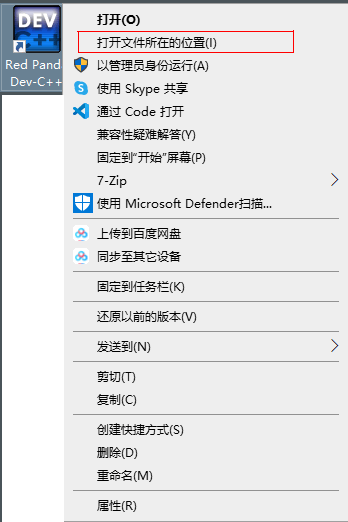 DEV
C++
Red Panda
Dev-C++
打开(O)
打开文件所在的位置(I)
以管理员身份运行(A)
使用 Skype 共享
通过 Code 打开
兼容性疑难解答(Y)
固定到"开始"屏幕(P)
7-Zip
使用 Microsoft Defender扫描...
上传到百度网盘
同步至其它设备
固定到任务栏(K)
还原以前的版本(V)
发送到(N)
剪切(T)
复制(C)
创建快捷方式(S)
删除(D)
重命名(M)
属性(R)